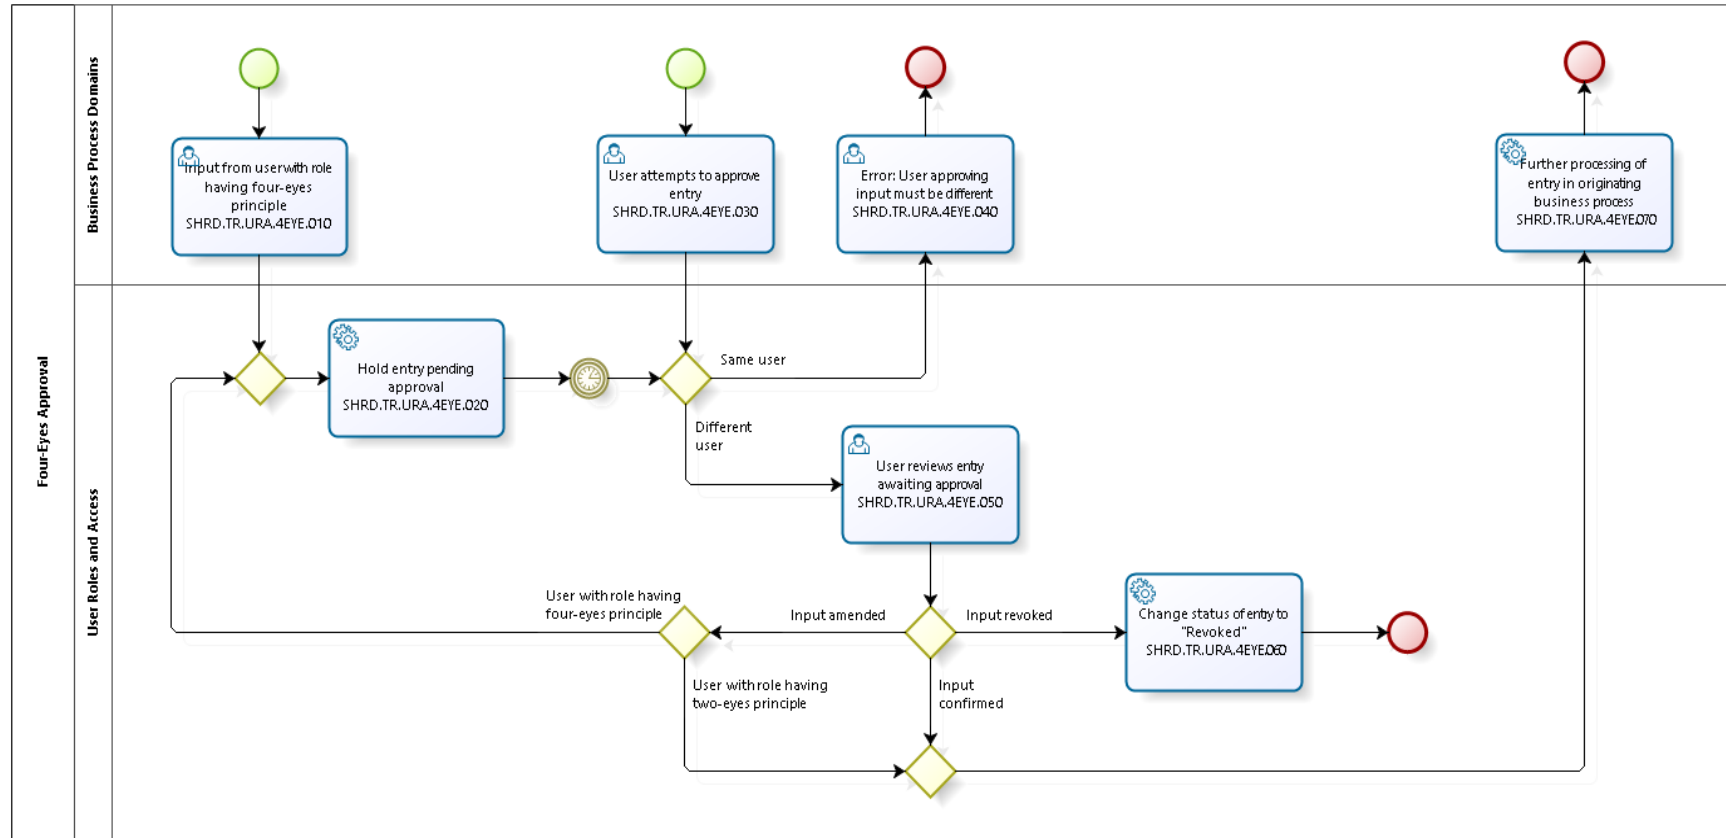 Four-Eyes Approval
Business Process Domains
Input from user with role
having four-eyes
principle
SHRD.TR.URA.4EYE.010
User attempts to approve
entry
SHRD.TR.URA.4EYE.030
Error: User approving
input must be different
SHRD.TR.URA.4EYE.040
Further processing of
entry in originating
business process
SHRD.TR.URA.4EYE.070
User Roles and Access
Hold entry pending
approval
SHRD.TR.URA.4EYE.020
Same user
Different
user
User reviews entry
awaiting approval
SHRD.TR.URA.4EYE.050
User with role having
four-eyes principle
Input amended
Input revoked
Change status of entry to
"Revoked"
SHRD.TR.URA.4EYE.060
User with role having
two-eyes principle
Input
confirmed